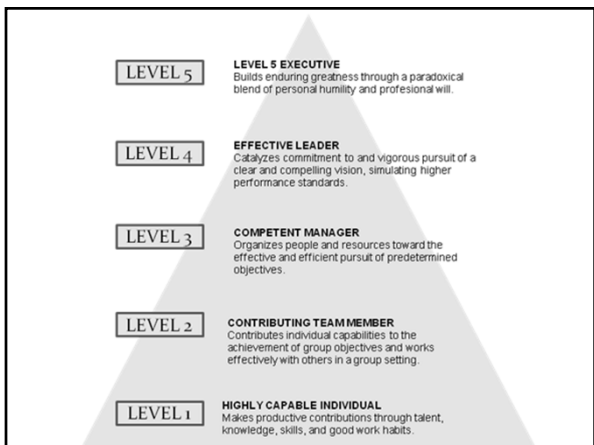 LEVEL 5
LEVEL 5 EXECUTIVE
Builds enduring greatness through a paradoxical
blend of personal humility and profesional will.
LEVEL 4
EFFECTIVE LEADER
Catalyzes commitment to and vigorous pursuit of a
clear and compelling vision, simulating higher
performance standards.
LEVEL 3
COMPETENT MANAGER
Organizes people and resources toward the
effective and efficient pursuit of predetermined
objectives.
LEVEL 2
CONTRIBUTING TEAM MEMBER
Contributes individual capabilities to the
achievement of group objectives and works
effectively with others in a group setting.
LEVEL 1
HIGHLY CAPABLE INDIVIDUAL
Makes productive contributions through talent,
knowledge, skills, and good work habits.